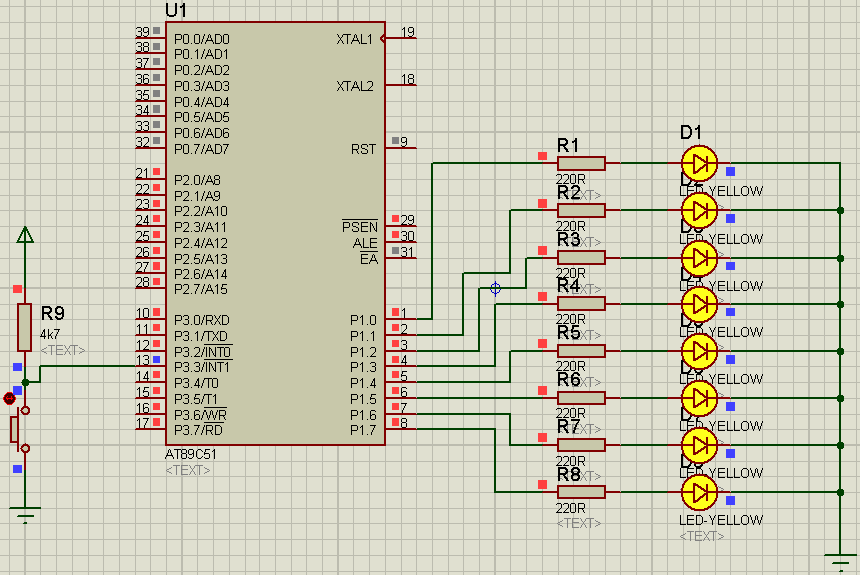 U1
39 P0.0/AD0 XTAL1 19
38 P0.1/AD1
37 P0.2/AD2
36 P0.3/AD3 XTAL2 18
35 P0.4/AD4
34 P0.5/AD5
33 P0.6/AD6
32 P0.7/AD7 RST 9
21 P2.0/A8
22 P2.1/A9
23 P2.2/A10
24 P2.3/A11 PSEN 29
25 P2.4/A12 ALE 30
26 P2.5/A13 EA 31
27 P2.6/A14
28 P2.7/A15
10 P3.0/RXD P1.0 1
11 P3.1/TXD P1.1 2
12 P3.2/INT0 P1.2 3
13 P3.3/INT1 P1.3 4
14 P3.4/T0 P1.4 5
15 P3.5/T1 P1.5 6
16 P3.6/WR P1.6 7
17 P3.7/RD P1.7 8
AT89C51
<TEXT>
R9
4k7
<TEXT>
R1
220R
R2
220R
R3
220R
R4
220R
R5
220R
R6
220R
R7
220R
R8
220R
<TEXT>
D1
LED-YELLOW
LED-YELLOW
LED-YELLOW
LED-YELLOW
LED-YELLOW
LED-YELLOW
LED-YELLOW
LED-YELLOW
<TEXT>